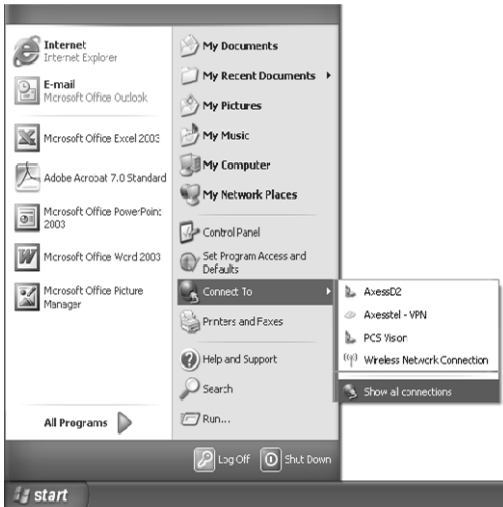 Internet
Internet Explorer
E-mail
Microsoft Office Outlook
Microsoft Office Excel 2003
Adobe Acrobat 7.0 Standard
Microsoft Office PowerPoint
2003
Microsoft Office Word 2003
Microsoft Office Picture
Manager
All Programs
My Documents
My Recent Documents
My Pictures
My Music
My Computer
My Network Places
Control Panel
Set Program Access and
Defaults
Connect To
Printers and Faxes
Help and Support
Search
Run...
AxessD2
Axesstel - VPN
PCS Vision
Wireless Network Connection
Show all connections
Log Off
Shut Down
start